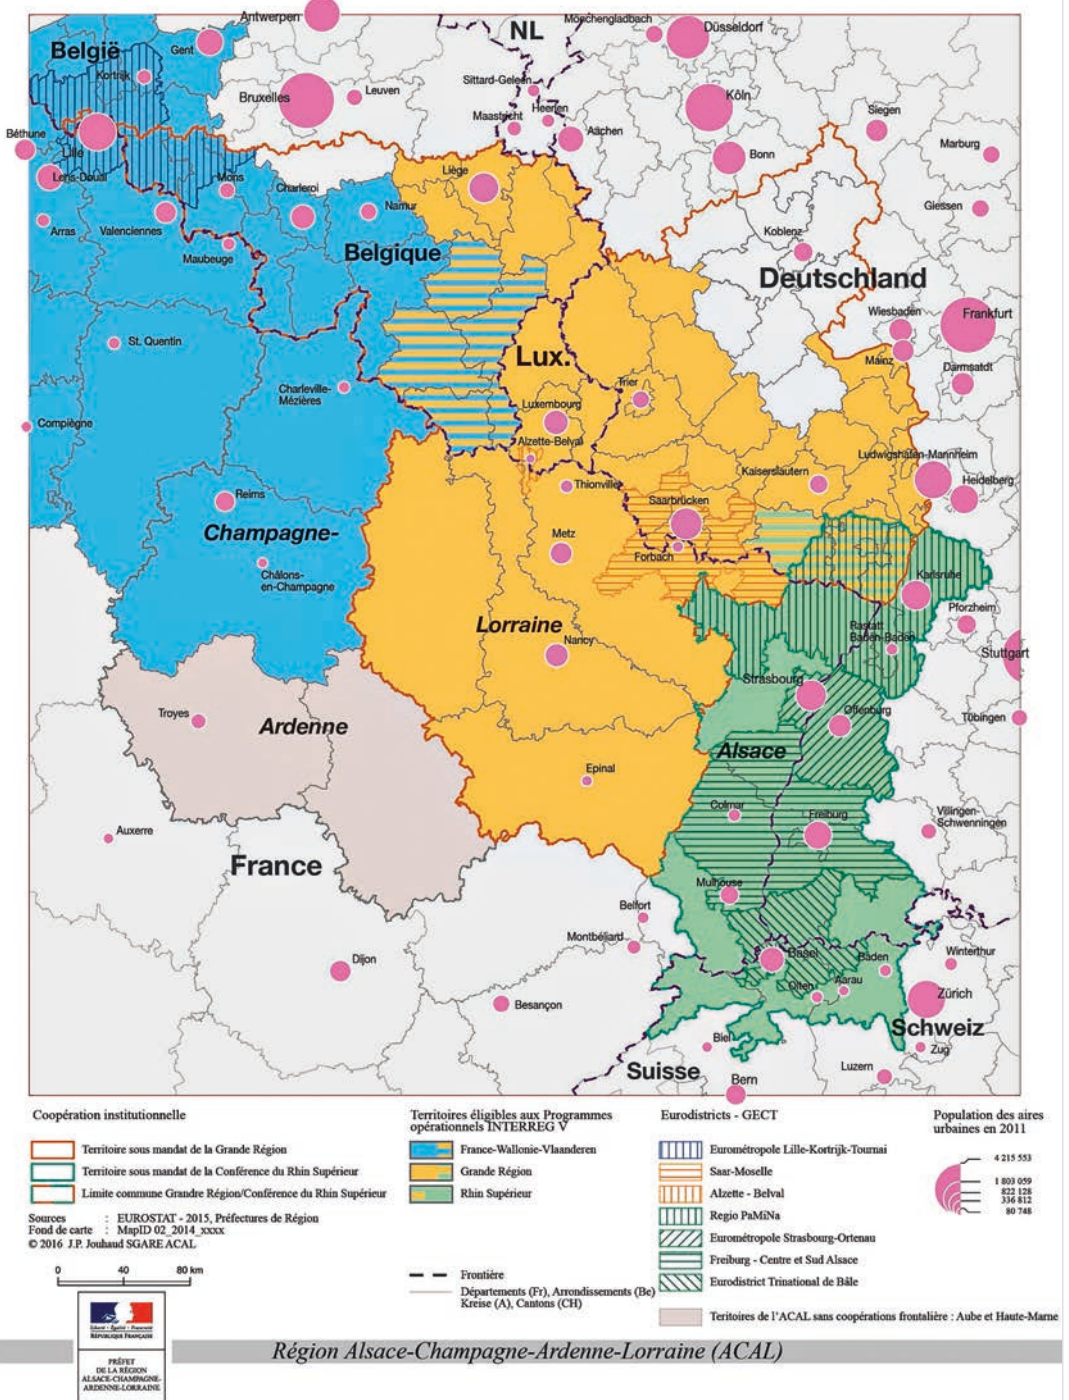 Antwerpen
Mönchengladbach
Düsseldorf
NL
België
Gent
Kortrijk
Sittard-Geleen
Bruxelles
Leuven
Köln
Heerlen
Maastricht
Siegen
Aachen
Béthune
Lille
Bonn
Marburg
Liège
Lens-Douai
Mons
Charleroi
Namur
Giessen
Arras
Valenciennes
Koblenz
Maubeuge
Belgique
Deutschland
Wiesbaden
Frankfurt
St. Quentin
Lux.
Mainz
Darmsatdt
Charleville-
Mézières
Trier
Luxembourg
Compiègne
Alzette-Belval
Ludwigshafen-Mannheim
Kaiserslautern
Heidelberg
Thionville
Reims
Saarbrücken
Champagne-
Metz
Forbach
Châlons-
en-Champagne
Karlsruhe
Pforzheim
Lorraine
Rastatt
Baden-Baden
Nancy
Stuttgart
Strasbourg
Troyes
Offenburg
Tübingen
Ardenne
Alsace
Epinal
Colmar
Freiburg
Villingen-
Schwenningen
Auxerre
France
Mulhouse
Belfort
Montbéliard
Basel
Baden
Winterthur
Dijon
Olten
Aarau
Zürich
Besançon
Schweiz
Biel
Zug
Suisse
Luzern
Bern
Coopération institutionnelle
Territoire sous mandat de la Grande Région
Territoire sous mandat de la Conférence du Rhin Supérieur
Limite commune Grandre Région/Conférence du Rhin Supérieur
Sources : EUROSTAT - 2015, Préfectures de Région
Fond de carte : MapID 02_2014_xxxx
© 2016 J.P. Jouhaud SGARE ACAL
0 40 80 km
Territoires éligibles aux Programmes
opérationnels INTERREG V
France-Wallonie-Vlaanderen
Grande Région
Rhin Supérieur
Frontière
Départements (Fr), Arrondissements (Be)
Kreise (A), Cantons (CH)
Eurodistricts - GECT
Eurométropole Lille-Kortrijk-Tournai
Saar-Moselle
Alzette - Belval
Regio PaMiNa
Eurométropole Strasbourg-Ortenau
Freiburg - Centre et Sud Alsace
Eurodistrict Trinational de Bâle
Teritoires de l'ACAL sans coopérations frontalière : Aube et Haute-Marne
Population des aires
urbaines en 2011
4 215 553
1 803 059
822 128
336 812
80 748
Liberté • Égalité • Fraternité
RÉPUBLIQUE FRANÇAISE
PRÉFET
DE LA RÉGION
ALSACE-CHAMPAGNE-
ARDENNE-LORRAINE
Région Alsace-Champagne-Ardenne-Lorraine (ACAL)